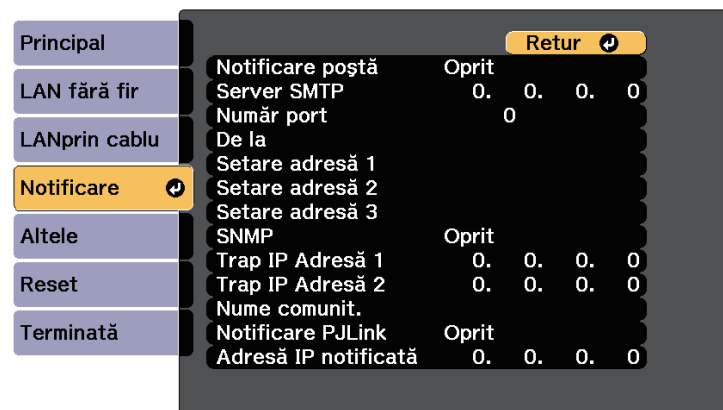 Principal
LAN fără fir
LANprin cablu
Notificare
Altele
Reset
Terminată
Retur
Notificare poștă Oprit
Server SMTP 0. 0. 0. 0
Număr port 0
De la
Setare adresă 1
Setare adresă 2
Setare adresă 3
SNMP Oprit
Trap IP Adresă 1 0. 0. 0. 0
Trap IP Adresă 2 0. 0. 0. 0
Nume comunit.
Notificare PJLink Oprit
Adresă IP notificată 0. 0. 0. 0